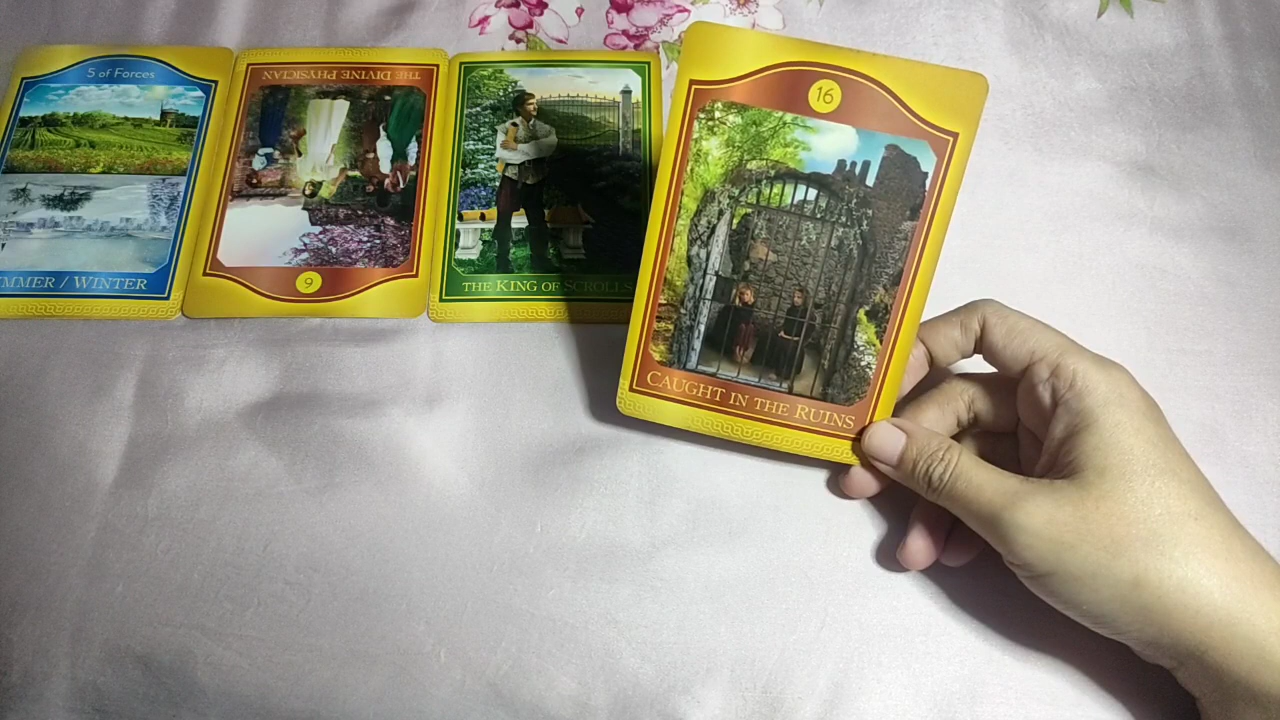 5 of Forces
MMER / WINTER
THE DIVINE PHYSICIAN
9
THE KING OF SCROLLS
16
CAUGHT IN THE RUINS